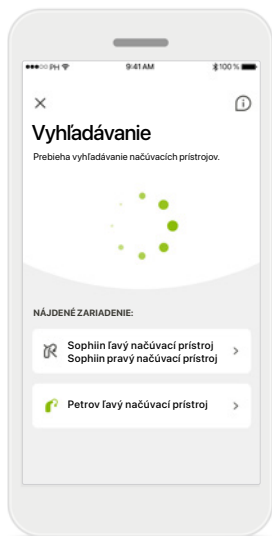 PH 9:41 AM 100 %
Vyhľadávanie
Prebieha vyhľadávanie načúvacích prístrojov.
NÁJDENÉ ZARIADENIE:
Sophiin ľavý načúvací prístroj
Sophiin pravý načúvací prístroj
Petrov ľavý načúvací prístroj